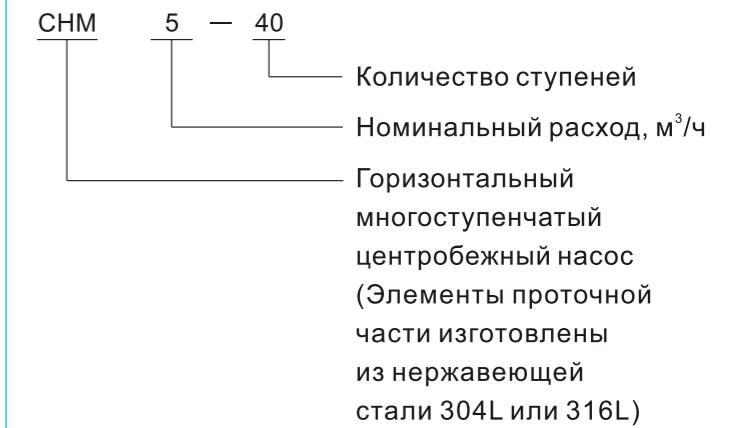 CHM 5 — 40
Количество ступеней
Номинальный расход, м³/ч
Горизонтальный
многоступенчатый
центробежный насос
(Элементы проточной
части изготовлены
из нержавеющей
стали 304L или 316L)